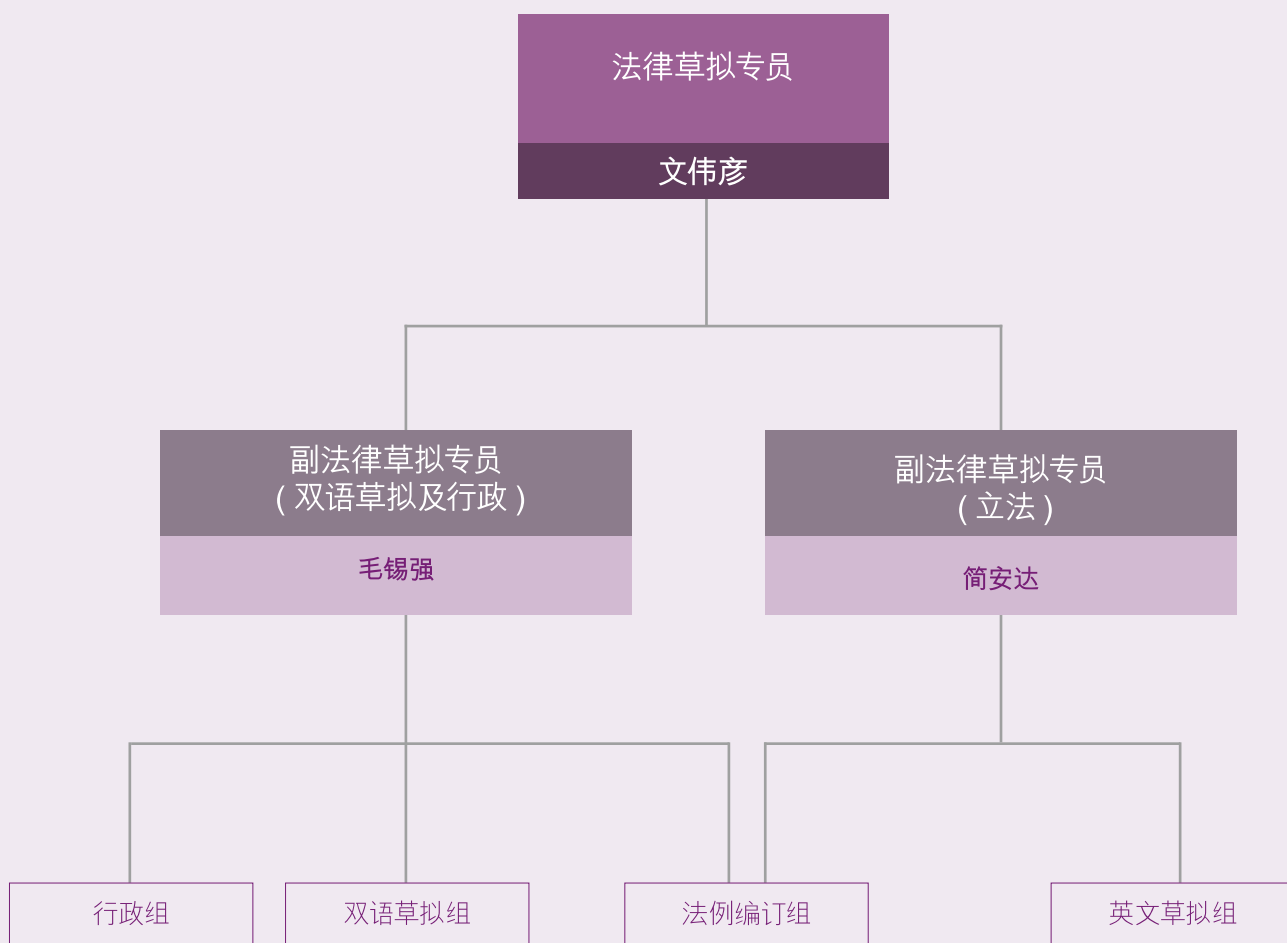 法律草拟专员
文伟彦
副法律草拟专员
( 双语草拟及行政 )
毛锡强
副法律草拟专员
( 立法 )
简安达
行政组
双语草拟组
法例编订组
英文草拟组